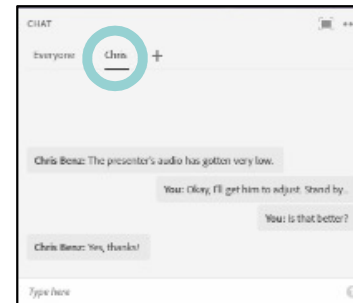 CHAT
Everyone Chris +
Chris Benz: The presenter's audio has gotten very low.
You: Okay, I'll get him to adjust. Stand by..
You: Is that better?
Chris Benz: Yes, thanks!
Type here